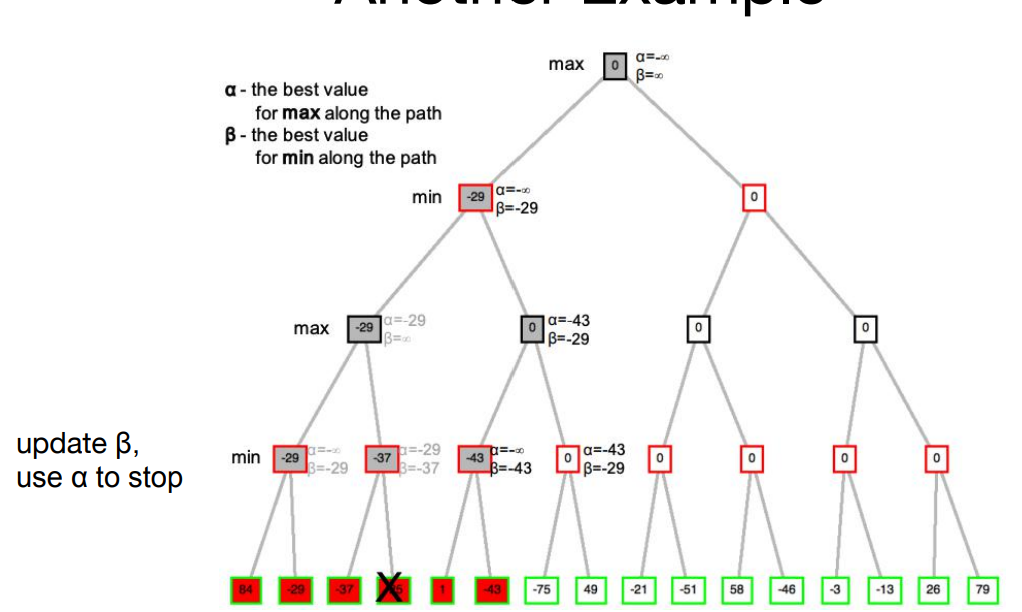 Another Example
max 0 α=-∞
β=∞
α - the best value
for max along the path
β - the best value
for min along the path
min -29 α=-∞
β=-29
0
max -29 α=-29
β=∞
0 α=-43
β=-29
0
0
update β,
use α to stop
min -29 α=-∞
β=-29
-37 α=-29
β=-37
-43 α=-∞
β=-43
0 α=-43
β=-29
0
0
0
0
84 -29 -37 X 1 -43 -75 49 -21 -51 58 -46 -3 -13 26 79